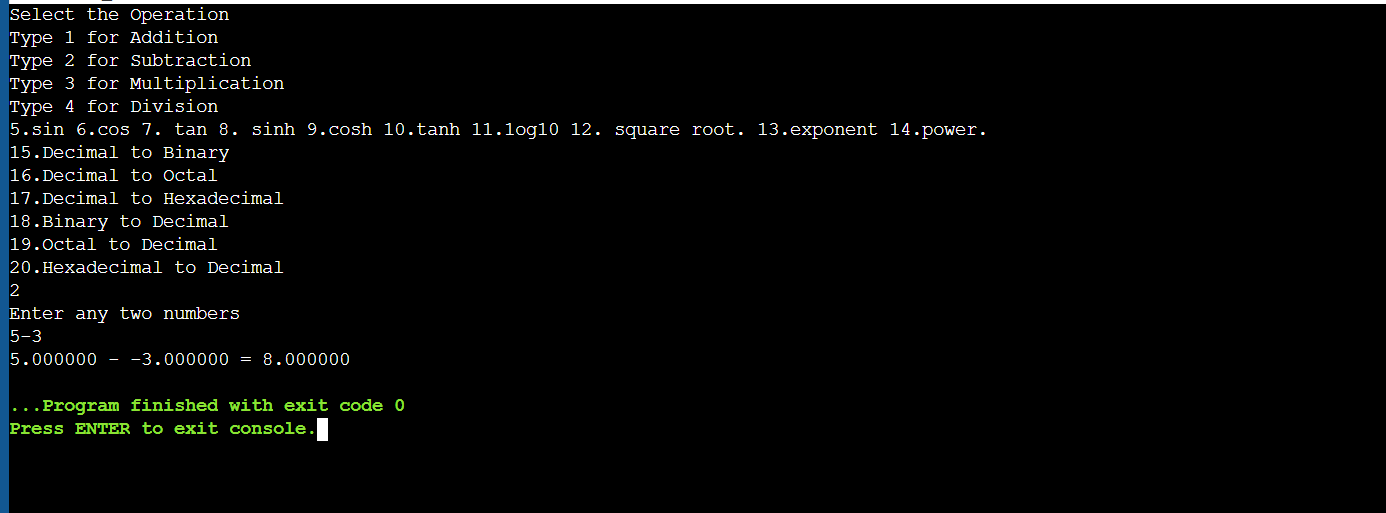 Select the Operation
Type 1 for Addition
Type 2 for Subtraction
Type 3 for Multiplication
Type 4 for Division
5.sin 6.cos 7. tan 8. sinh 9.cosh 10.tanh 11.log10 12. square root. 13.exponent 14.power.
15.Decimal to Binary
16.Decimal to Octal
17.Decimal to Hexadecimal
18.Binary to Decimal
19.Octal to Decimal
20.Hexadecimal to Decimal
2
Enter any two numbers
5-3
5.000000 - -3.000000 = 8.000000
...Program finished with exit code 0
Press ENTER to exit console.